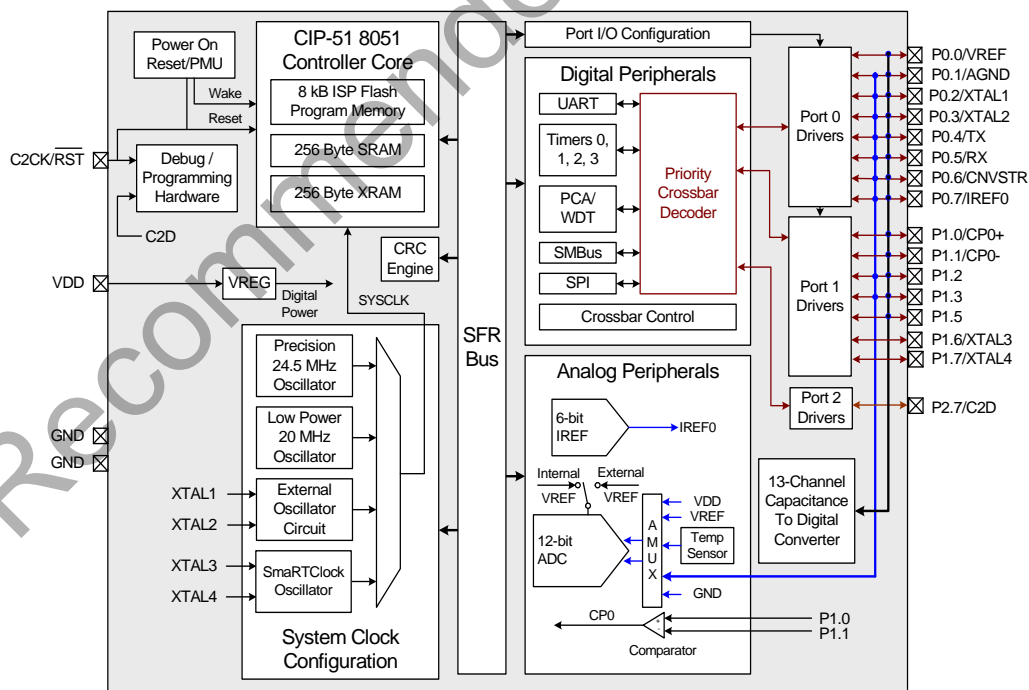 Recommended
Power On
Reset/PMU
Wake
Reset
C2CK/RST
Debug /
Programming
Hardware
C2D
VDD
VREG
Digital
Power
SYSCLK
GND
GND
CIP-51 8051
Controller Core
8 kB ISP Flash
Program Memory
256 Byte SRAM
256 Byte XRAM
CRC
Engine
Precision
24.5 MHz
Oscillator
Low Power
20 MHz
Oscillator
XTAL1
XTAL2
External
Oscillator
Circuit
XTAL3
XTAL4
SmaRTClock
Oscillator
System Clock
Configuration
SFR
Bus
Port I/O Configuration
Digital Peripherals
UART
Timers 0,
1, 2, 3
PCA/
WDT
SMBus
SPI
Priority
Crossbar
Decoder
Crossbar Control
Analog Peripherals
6-bit
IREF
IREF0
Internal
External
VREF
VREF
12-bit
ADC
A
M
U
X
VDD
VREF
Temp
Sensor
GND
CP0
+
-
Comparator
P1.0
P1.1
Port 0
Drivers
Port 1
Drivers
Port 2
Drivers
13-Channel
Capacitance
To Digital
Converter
P0.0/VREF
P0.1/AGND
P0.2/XTAL1
P0.3/XTAL2
P0.4/TX
P0.5/RX
P0.6/CNVSTR
P0.7/IREF0
P1.0/CP0+
P1.1/CP0-
P1.2
P1.3
P1.5
P1.6/XTAL3
P1.7/XTAL4
P2.7/C2D